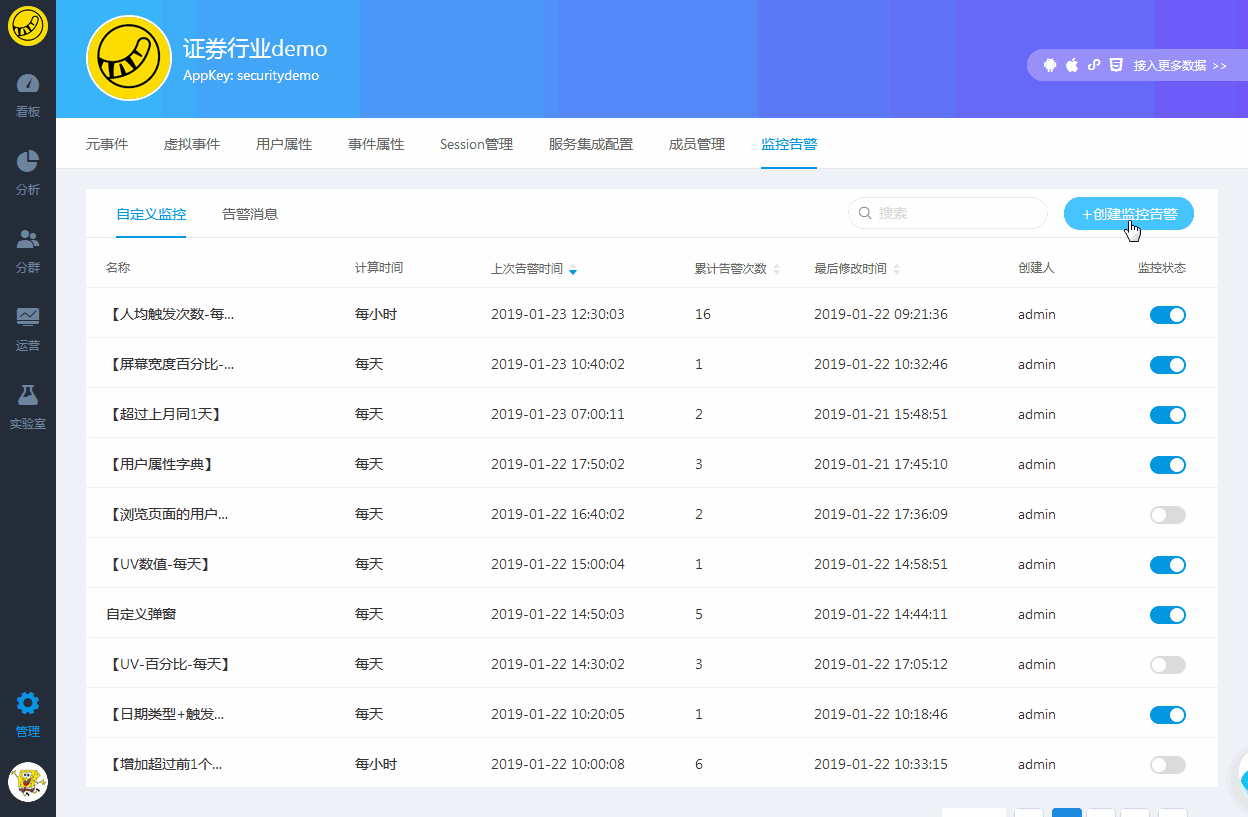 证券行业demo
AppKey: securitydemo
接入更多数据 >>
看板
分析
分群
运营
实验室
管理
元事件 虚拟事件 用户属性 事件属性 Session管理 服务集成配置 成员管理 监控告警
自定义监控 告警消息 搜索 +创建监控告警
名称 计算时间 上次告警时间 累计告警次数 最后修改时间 创建人 监控状态
【人均触发次数-每... 每小时 2019-01-23 12:30:03 16 2019-01-22 09:21:36 admin
【屏幕宽度百分比-... 每天 2019-01-23 10:40:02 1 2019-01-22 10:32:46 admin
【超过上月同1天】 每天 2019-01-23 07:00:11 2 2019-01-21 15:48:51 admin
【用户属性字典】 每天 2019-01-22 17:50:02 3 2019-01-21 17:45:10 admin
【浏览页面的用户... 每天 2019-01-22 16:40:02 2 2019-01-22 17:36:09 admin
【UV数值-每天】 每天 2019-01-22 15:00:04 1 2019-01-22 14:58:51 admin
自定义弹窗 每天 2019-01-22 14:50:03 5 2019-01-22 14:44:11 admin
【UV-百分比-每天】 每天 2019-01-22 14:30:02 3 2019-01-22 17:05:12 admin
【日期类型+触发... 每天 2019-01-22 10:20:05 1 2019-01-22 10:18:46 admin
【增加超过前1个... 每小时 2019-01-22 10:00:08 6 2019-01-22 10:33:15 admin